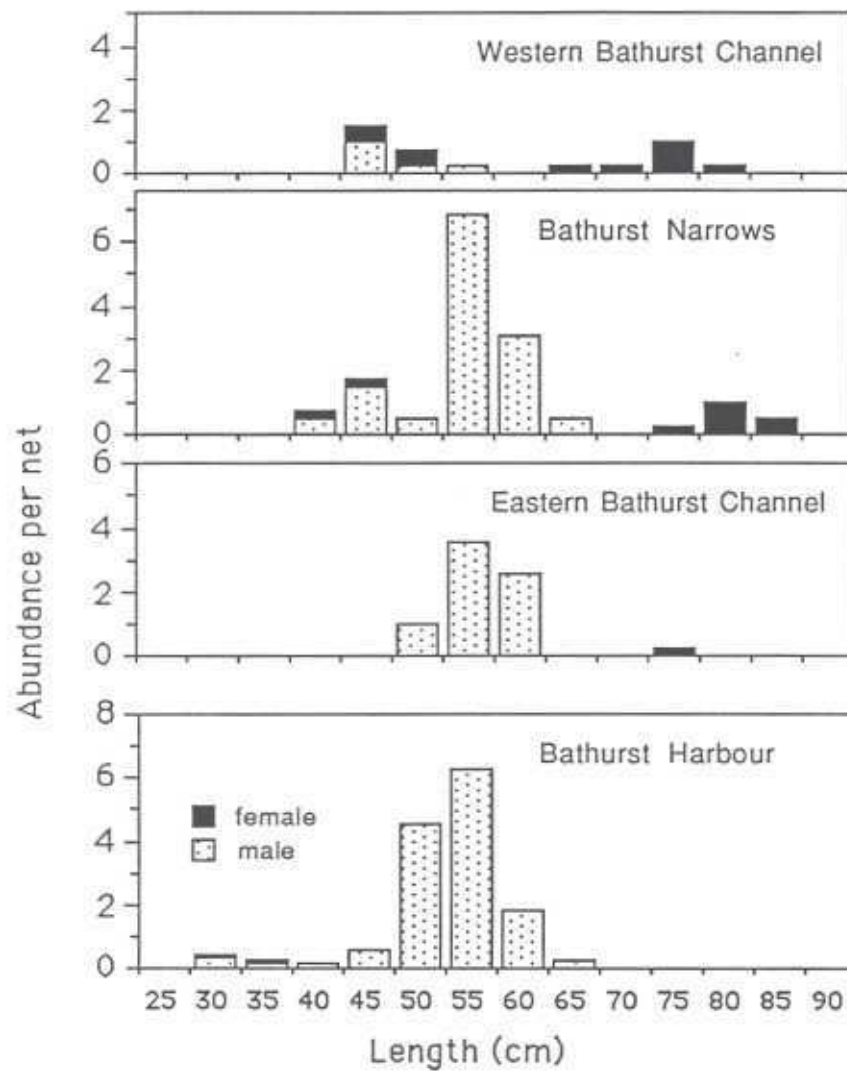 Western Bathurst Channel
4
2
0
Bathurst Narrows
6
4
2
0
Eastern Bathurst Channel
6
4
2
0
Bathurst Harbour
8
6
4
2
0
female
male
25 30 35 40 45 50 55 60 65 70 75 80 85 90
Length (cm)
Abundance per net